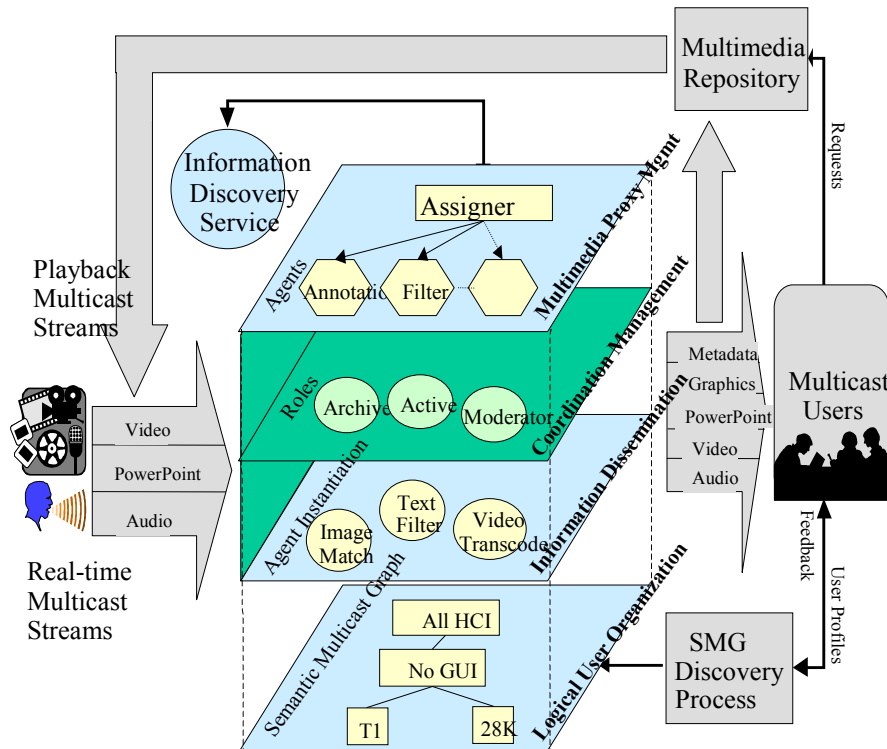 Multimedia
Repository
Requests
Information
Discovery
Service
Multimedia Proxy Mgmt
Assigner
Agents
Annotatio
Filter
Playback
Multicast
Streams
Coordination Management
Roles
Archive
Active
Moderator
Metadata
Graphics
PowerPoint
Video
Audio
Multicast
Users
Video
PowerPoint
Audio
Information Dissemination
Agent Instantiation
Image
Match
Text
Filter
Video
Transcode
Real-time
Multicast
Streams
Feedback
User Profiles
Logical User Organization
Semantic Multicast Graph
All HCI
No GUI
T1
28K
SMG
Discovery
Process